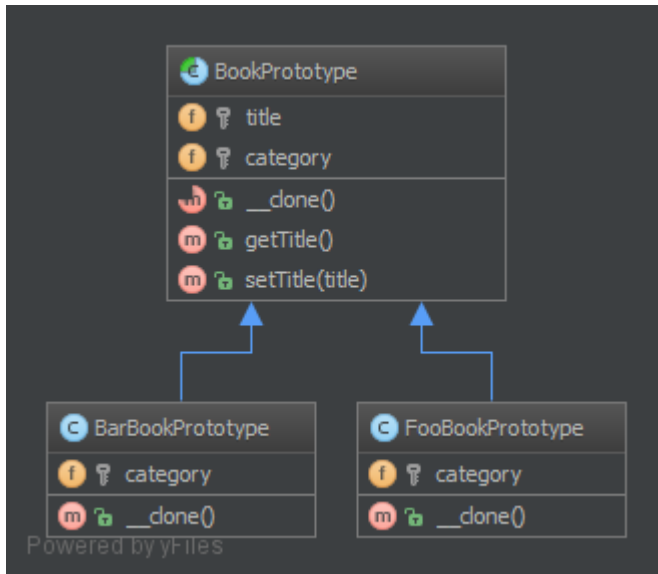 BookPrototype
title
category
__clone()
getTitle()
setTitle(title)
BarBookPrototype
category
__clone()
FooBookPrototype
category
__clone()
Powered by yFiles